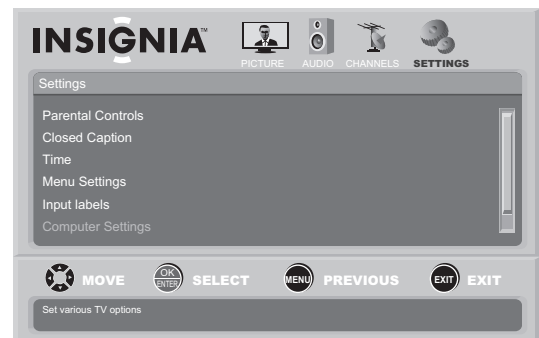 INSIGNIA™
PICTURE AUDIO CHANNELS SETTINGS
Settings
Parental Controls
Closed Caption
Time
Menu Settings
Input labels
Computer Settings
MOVE OK ENTER SELECT MENU PREVIOUS EXIT EXIT
Set various TV options